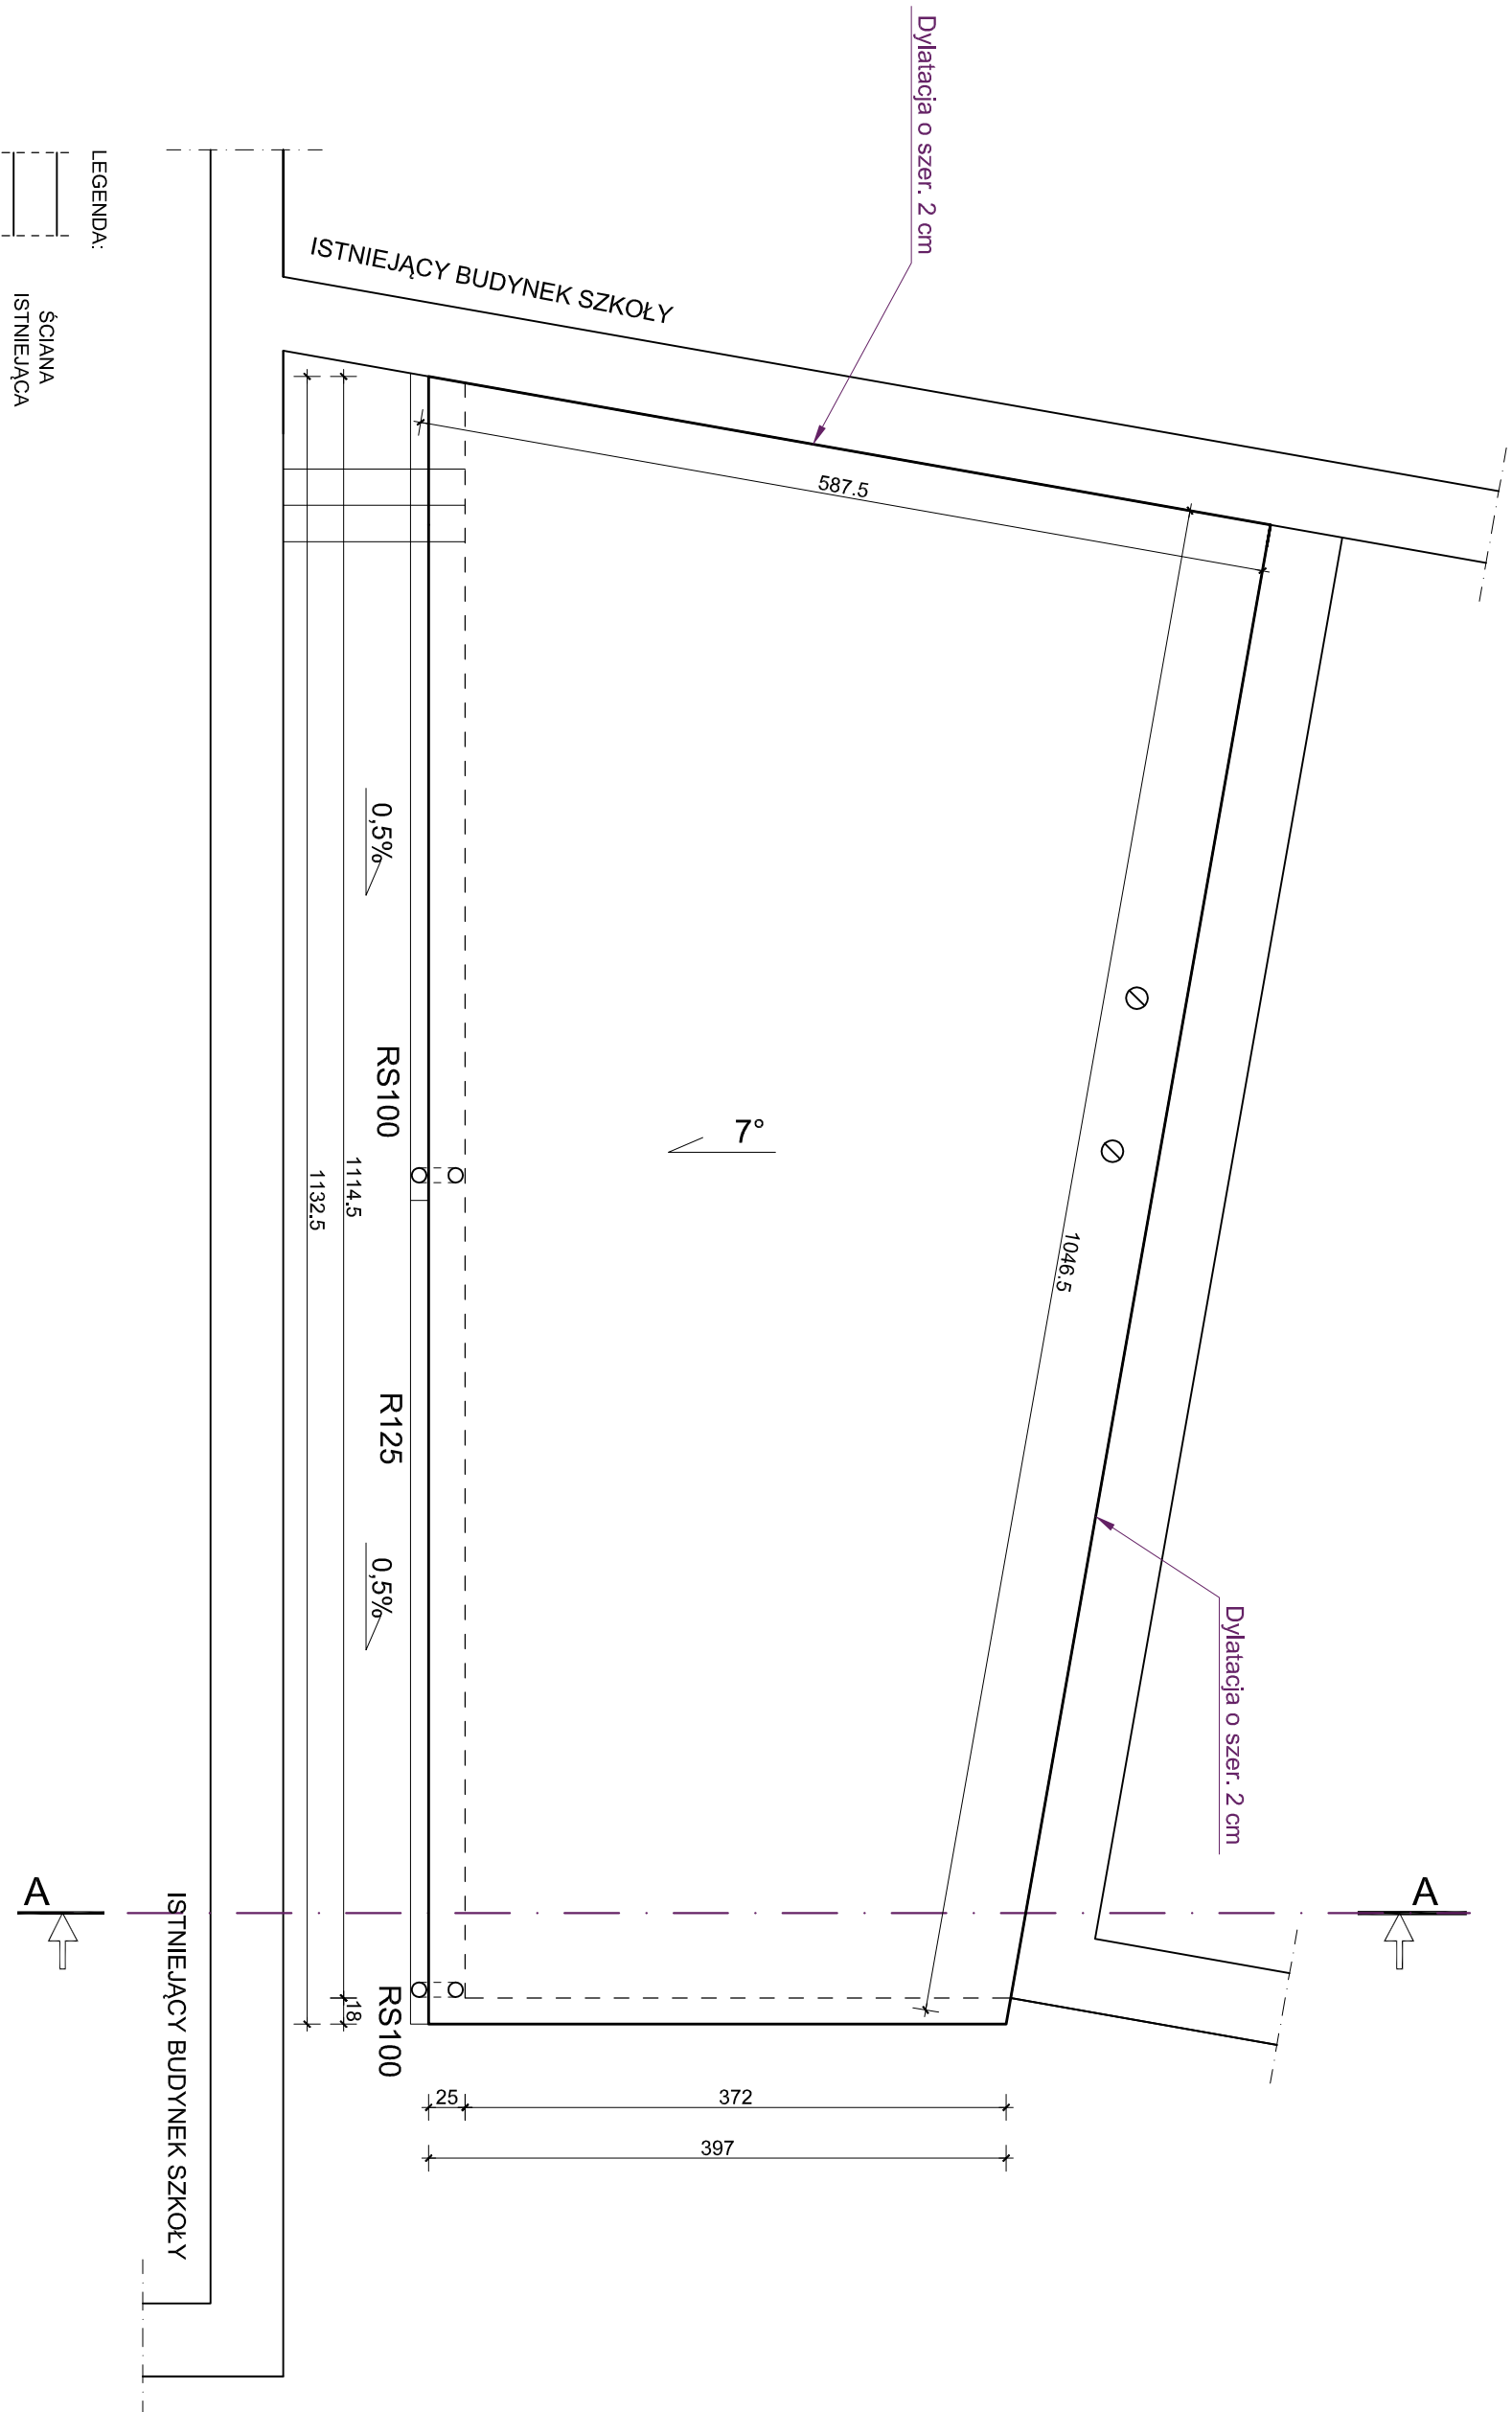 Dylatacja o szer. 2 cm
Dylatacja o szer. 2 cm
ISTNIEJĄCY BUDYNEK SZKOŁY
587.5
1046.5
7°
0,5%
RS100
R125
0,5%
RS100
1114.5
18
1132.5
25
372
397
A
A
ISTNIEJĄCY BUDYNEK SZKOŁY
LEGENDA:
ŚCIANA
ISTNIEJĄCA